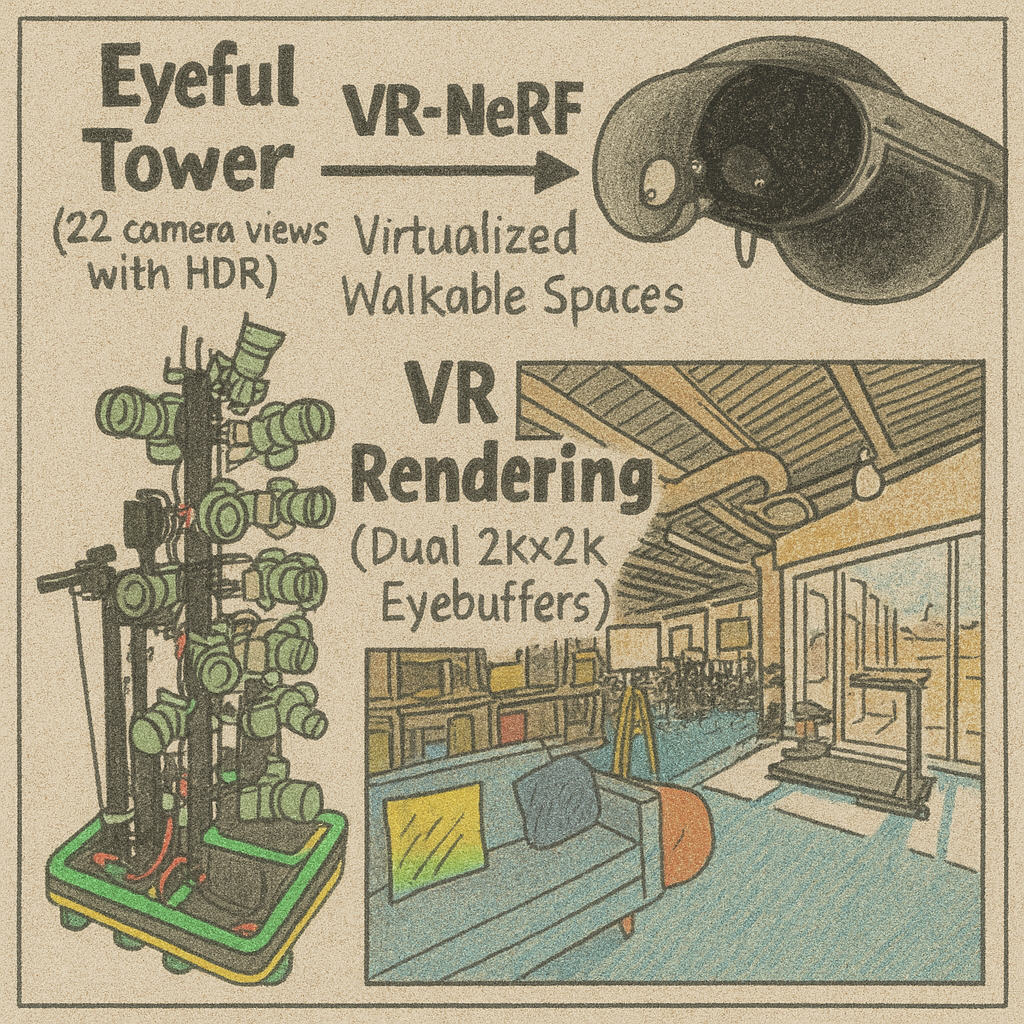 Eyeful
Tower
(22 camera views
with HDR)
VR-NeRF
Virtualized
Walkable Spaces
VR
Rendering
(Dual 2kx2k
Eyebuffers)